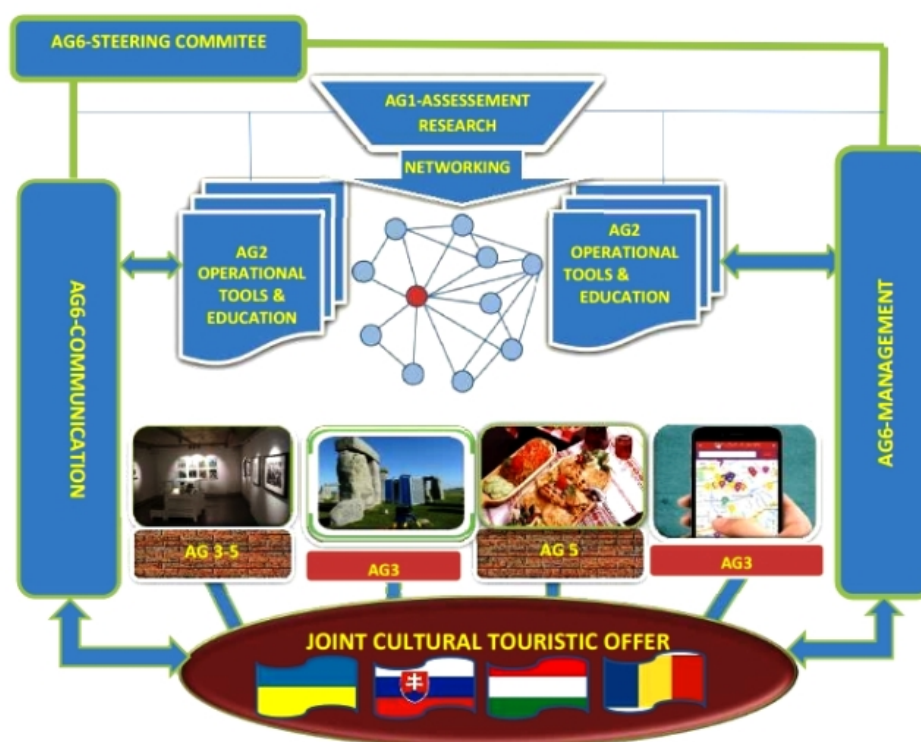 AG6-STEERING COMMITEE
AG1-ASSESSEMENT
RESEARCH
NETWORKING
AG2
OPERATIONAL
TOOLS &
EDUCATION
AG2
OPERATIONAL
TOOLS &
EDUCATION
AG6-COMMUNICATION
AG6-MANAGEMENT
AG 3-5
AG3
AG 5
AG3
JOINT CULTURAL TOURISTIC OFFER